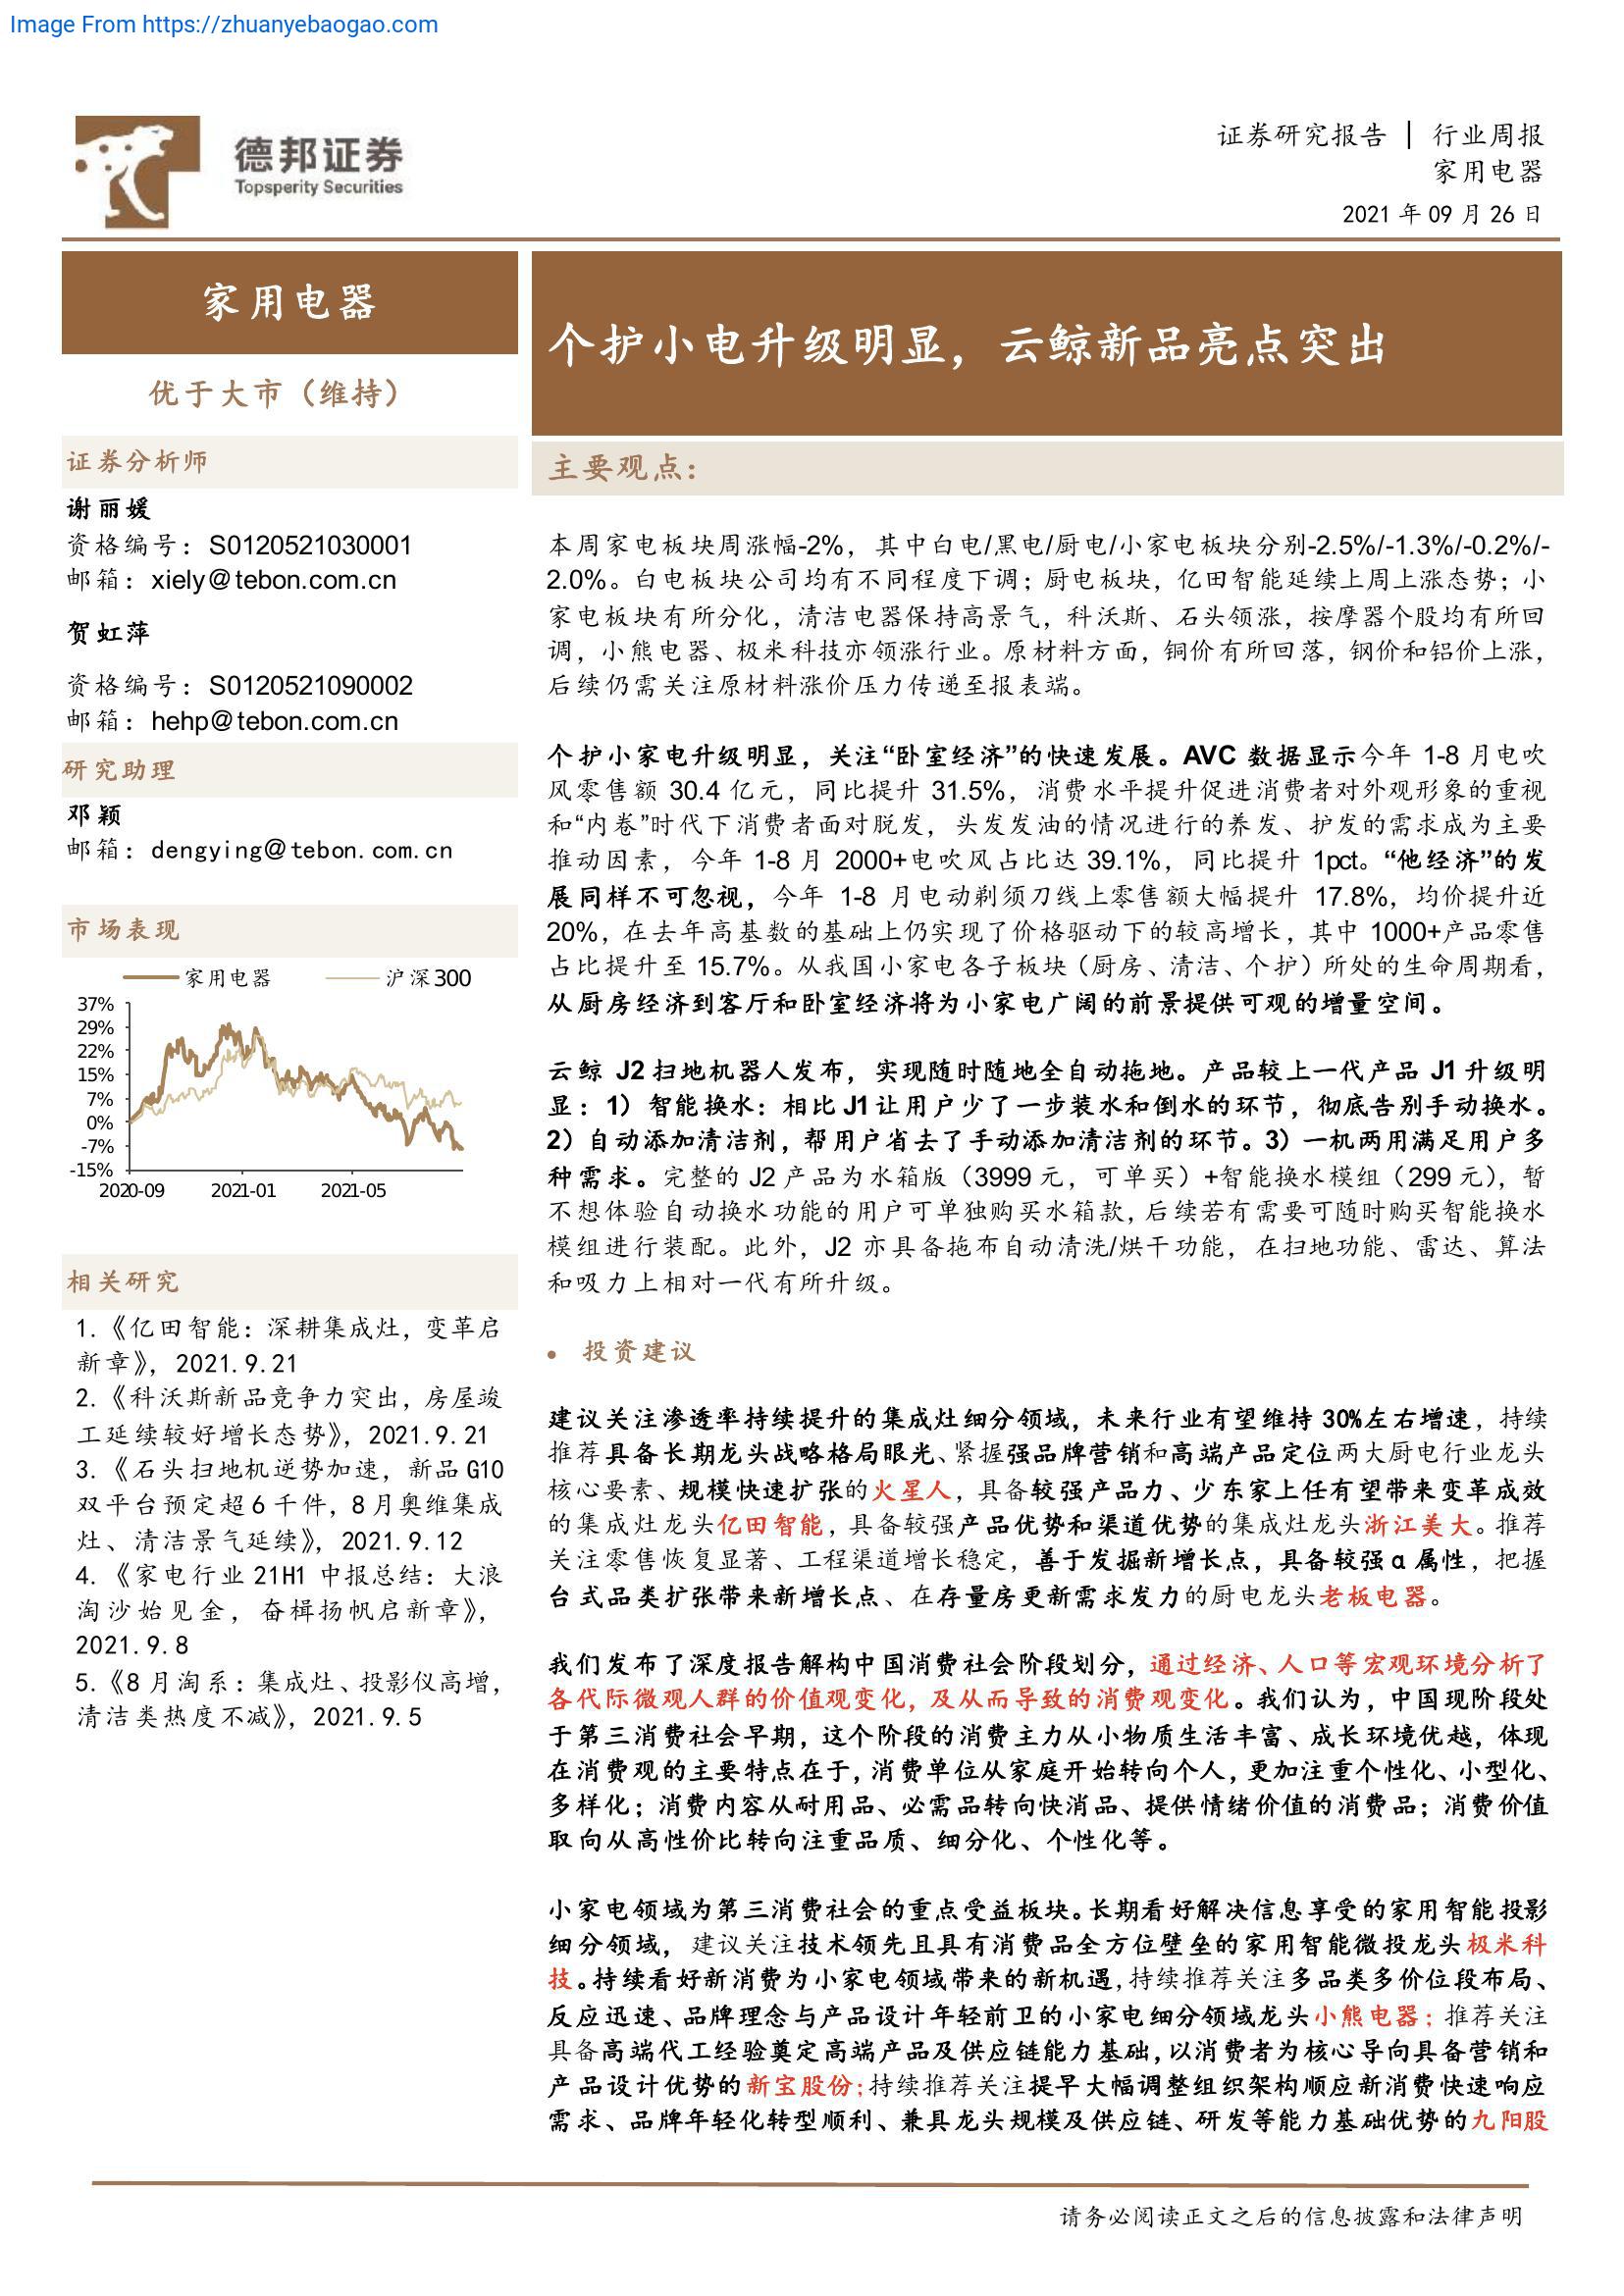 Image From https://zhuanyebaogao.com
德邦证券
Topsperity Securities
证券研究报告 | 行业周报
家用电器
2021 年 09 月 26 日
家用电器
优于大市（维持）
证券分析师
谢丽媛
资格编号：S0120521030001
邮箱：xiely@tebon.com.cn
贺虹萍
资格编号：S0120521090002
邮箱：hehp@tebon.com.cn
研究助理
邓颖
邮箱：dengying@tebon.com.cn
市场表现
家用电器 沪深300
37%
29%
22%
15%
7%
0%
-7%
-15%
2020-09 2021-01 2021-05
相关研究
1.《亿田智能：深耕集成灶，变革启
新章》，2021.9.21
2.《科沃斯新品竞争力突出，房屋竣
工延续较好增长态势》，2021.9.21
3.《石头扫地机逆势加速，新品 G10
双平台预定超 6 千件，8 月奥维集成
灶、清洁景气延续》，2021.9.12
4.《家电行业 21H1 中报总结：大浪
淘沙始见金，奋楫扬帆启新章》，
2021.9.8
5.《8 月淘系：集成灶、投影仪高增，
清洁类热度不减》，2021.9.5
个护小电升级明显，云鲸新品亮点突出
主要观点：
本周家电板块周涨幅-2%，其中白电/黑电/厨电/小家电板块分别-2.5%/-1.3%/-0.2%/-
2.0%。白电板块公司均有不同程度下调；厨电板块，亿田智能延续上周上涨态势；小
家电板块有所分化，清洁电器保持高景气，科沃斯、石头领涨，按摩器个股均有所回
调，小熊电器、极米科技亦领涨行业。原材料方面，铜价有所回落，钢价和铝价上涨，
后续仍需关注原材料涨价压力传递至报表端。
个护小家电升级明显，关注“卧室经济”的快速发展。AVC 数据显示今年 1-8 月电吹
风零售额 30.4 亿元，同比提升 31.5%，消费水平提升促进消费者对外观形象的重视
和“内卷”时代下消费者面对脱发，头发发油的情况进行的养发、护发的需求成为主要
推动因素，今年 1-8 月 2000+电吹风占比达 39.1%，同比提升 1pct。“他经济”的发
展同样不可忽视，今年 1-8 月电动剃须刀线上零售额大幅提升 17.8%，均价提升近
20%，在去年高基数的基础上仍实现了价格驱动下的较高增长，其中 1000+产品零售
占比提升至 15.7%。从我国小家电各子板块（厨房、清洁、个护）所处的生命周期看，
从厨房经济到客厅和卧室经济将为小家电广阔的前景提供可观的增量空间。
云鲸 J2 扫地机器人发布，实现随时随地全自动拖地。产品较上一代产品 J1 升级明
显：1）智能换水：相比 J1 让用户少了一步装水和倒水的环节，彻底告别手动换水。
2）自动添加清洁剂，帮用户省去了手动添加清洁剂的环节。3）一机两用满足用户多
种需求。完整的 J2 产品为水箱版（3999 元，可单买）+智能换水模组（299 元），暂
不想体验自动换水功能的用户可单独购买水箱款，后续若有需要可随时购买智能换水
模组进行装配。此外，J2 亦具备拖布自动清洗/烘干功能，在扫地功能、雷达、算法
和吸力上相对一代有所升级。
• 投资建议
建议关注渗透率持续提升的集成灶细分领域，未来行业有望维持 30%左右增速，持续
推荐具备长期龙头战略格局眼光、紧握强品牌营销和高端产品定位两大厨电行业龙头
核心要素、规模快速扩张的火星人，具备较强产品力、少东家上任有望带来变革成效
的集成灶龙头亿田智能，具备较强产品优势和渠道优势的集成灶龙头浙江美大。推荐
关注零售恢复显著、工程渠道增长稳定，善于发掘新增长点，具备较强 α 属性，把握
台式品类扩张带来新增长点、在存量房更新需求发力的厨电龙头老板电器。
我们发布了深度报告解构中国消费社会阶段划分，通过经济、人口等宏观环境分析了
各代际微观人群的价值观变化，及从而导致的消费观变化。我们认为，中国现阶段处
于第三消费社会早期，这个阶段的消费主力从小物质生活丰富、成长环境优越，体现
在消费观的主要特点在于，消费单位从家庭开始转向个人，更加注重个性化、小型化、
多样化；消费内容从耐用品、必需品转向快消品、提供情绪价值的消费品；消费价值
取向从高性价比转向注重品质、细分化、个性化等。
小家电领域为第三消费社会的重点受益板块。长期看好解决信息享受的家用智能投影
细分领域，建议关注技术领先且具有消费品全方位壁垒的家用智能微投龙头极米科
技。持续看好新消费为小家电领域带来的新机遇，持续推荐关注多品类多价位段布局、
反应迅速、品牌理念与产品设计年轻前卫的小家电细分领域龙头小熊电器；推荐关注
具备高端代工经验奠定高端产品及供应链能力基础，以消费者为核心导向具备营销和
产品设计优势的新宝股份；持续推荐关注提早大幅调整组织架构顺应新消费快速响应
需求、品牌年轻化转型顺利、兼具龙头规模及供应链、研发等能力基础优势的九阳股
请务必阅读正文之后的信息披露和法律声明